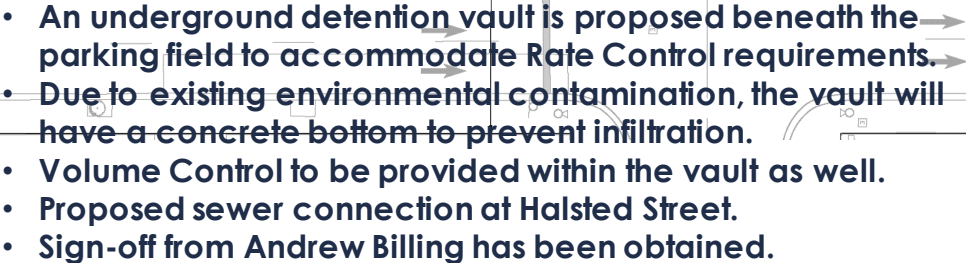 • An underground detention vault is proposed beneath the
parking field to accommodate Rate Control requirements.
• Due to existing environmental contamination, the vault will
have a concrete bottom to prevent infiltration.
• Volume Control to be provided within the vault as well.
• Proposed sewer connection at Halsted Street.
• Sign-off from Andrew Billing has been obtained.